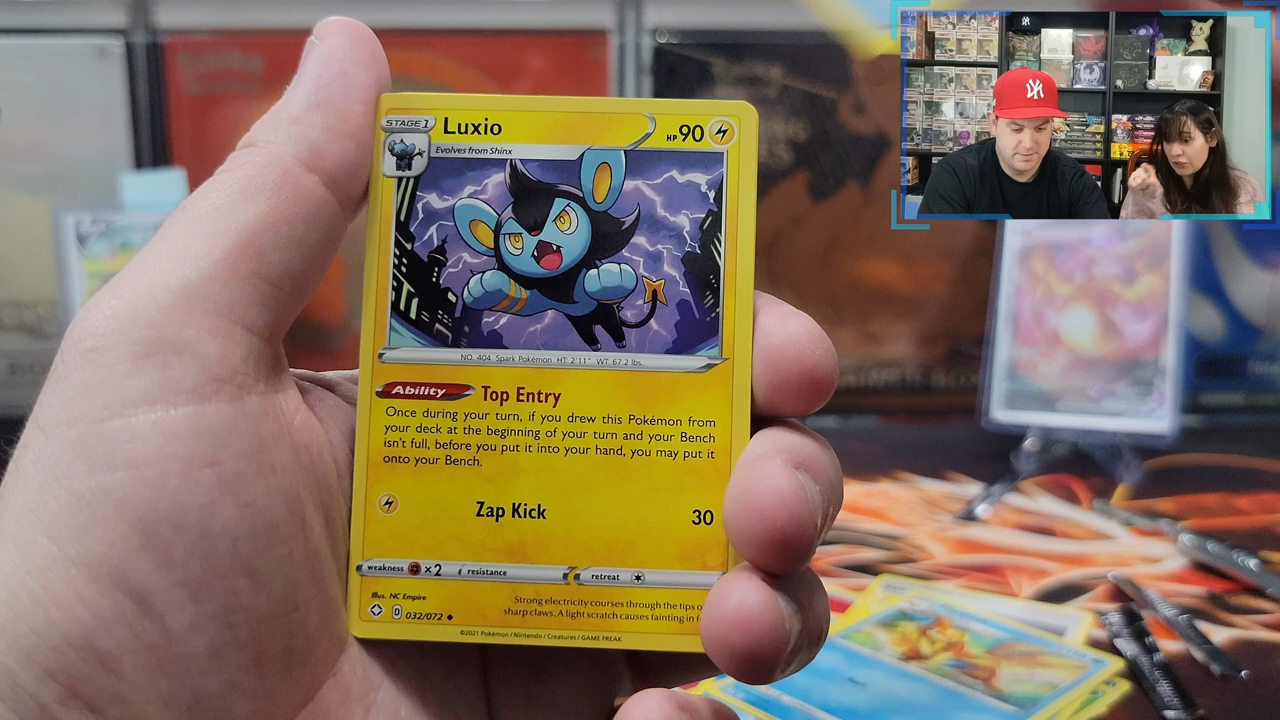 STAGE 1
Luxio
HP 90
Evolves from Shinx
NO. 404 Spark Pokémon HT. 2'11" WT. 67.2 lbs.
Ability Top Entry
Once during your turn, if you drew this Pokémon from
your deck at the beginning of your turn and your Bench
isn't full, before you put it into your hand, you may put it
onto your Bench.
Zap Kick 30
weakness ×2 resistance retreat
Illus. NC Empire
Strong electricity courses through the tips
sharp claws. A light scratch causes fainting in
D 032/072
©2021 Pokémon / Nintendo / Creatures / GAME FREAK
NY